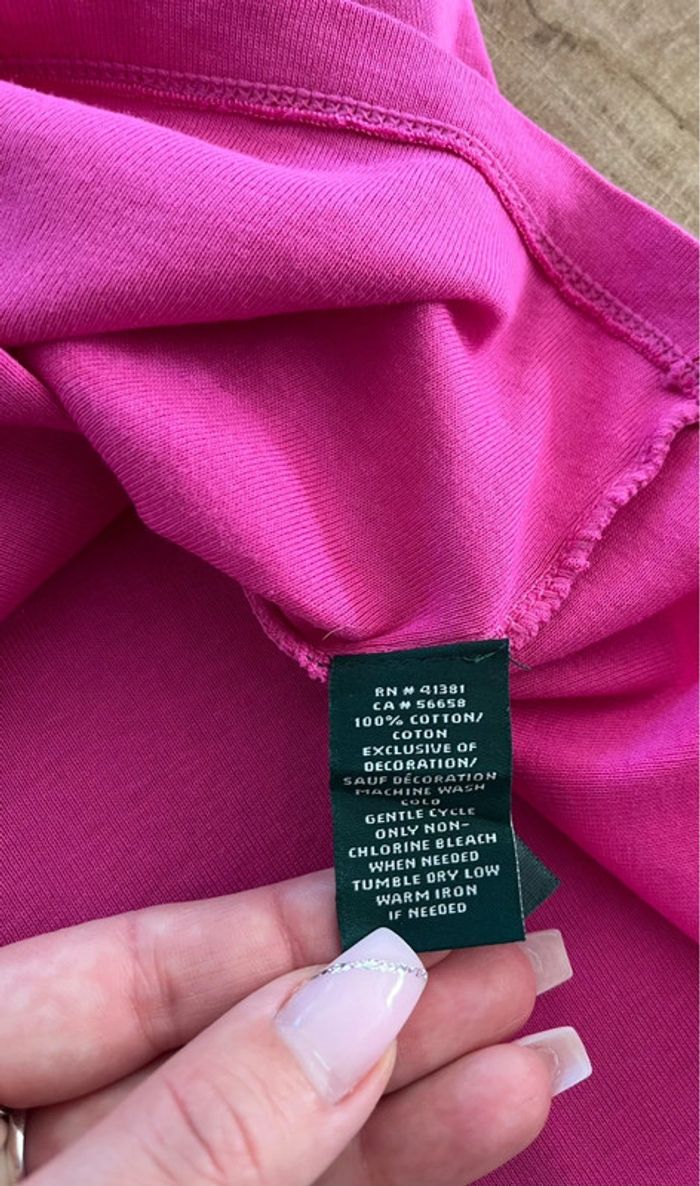 RN # 41381
CA # 56658
100% COTTON/
COTON
EXCLUSIVE OF
DECORATION/
SAUF DÉCORATION
MACHINE WASH
COLD
GENTLE CYCLE
ONLY NON-
CHLORINE BLEACH
WHEN NEEDED
TUMBLE DRY LOW
WARM IRON
IF NEEDED